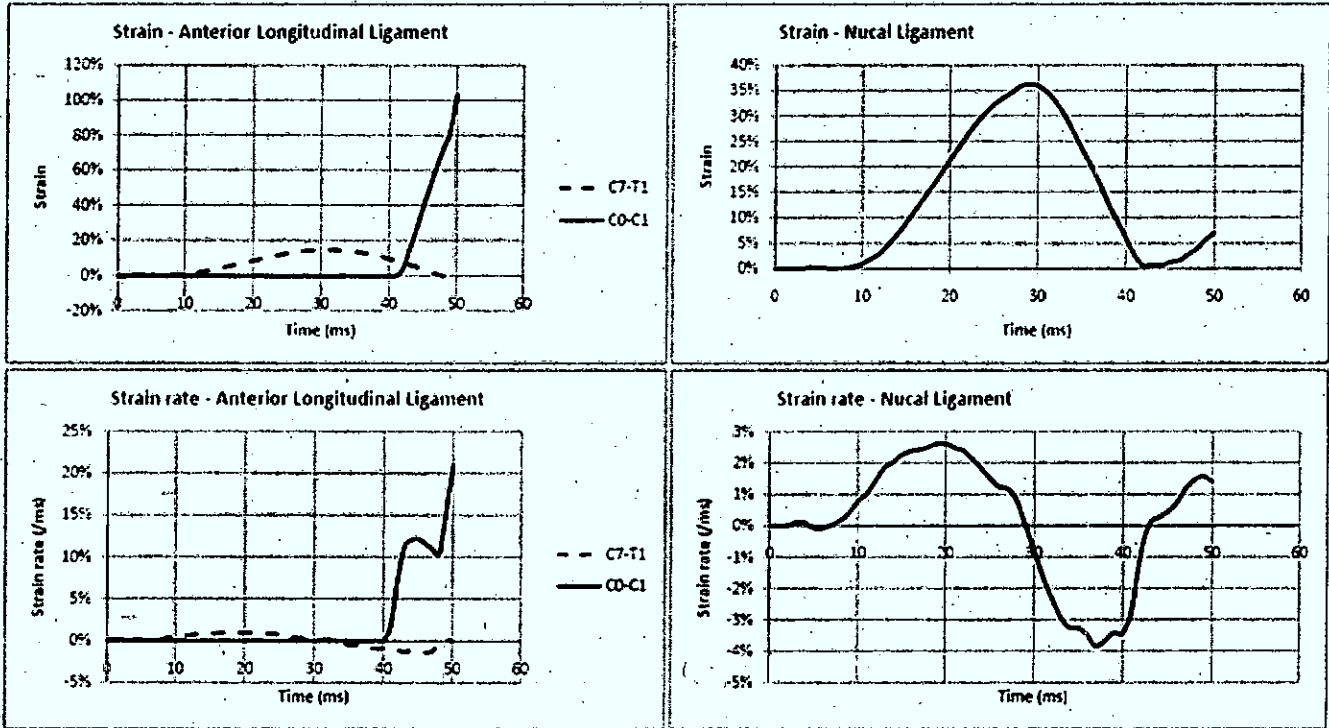 Strain - Anterior Longitudinal Ligament
120%
100%
80%
60%
40%
20%
0%
-20%
0 10 20 30 40 50 60
Strain
Time (ms)
C7-T1
C0-C1
Strain - Nucal Ligament
40%
35%
30%
25%
20%
15%
10%
5%
0%
0 10 20 30 40 50 60
Strain
Time (ms)
Strain rate - Anterior Longitudinal Ligament
25%
20%
15%
10%
5%
0%
-5%
0 10 20 30 40 50 60
Strain rate (/ms)
Time (ms)
C7-T1
C0-C1
Strain rate - Nucal Ligament
3%
2%
1%
0%
-1%
-2%
-3%
-4%
-5%
0 10 20 30 40 50 60
Strain rate (/ms)
Time (ms)